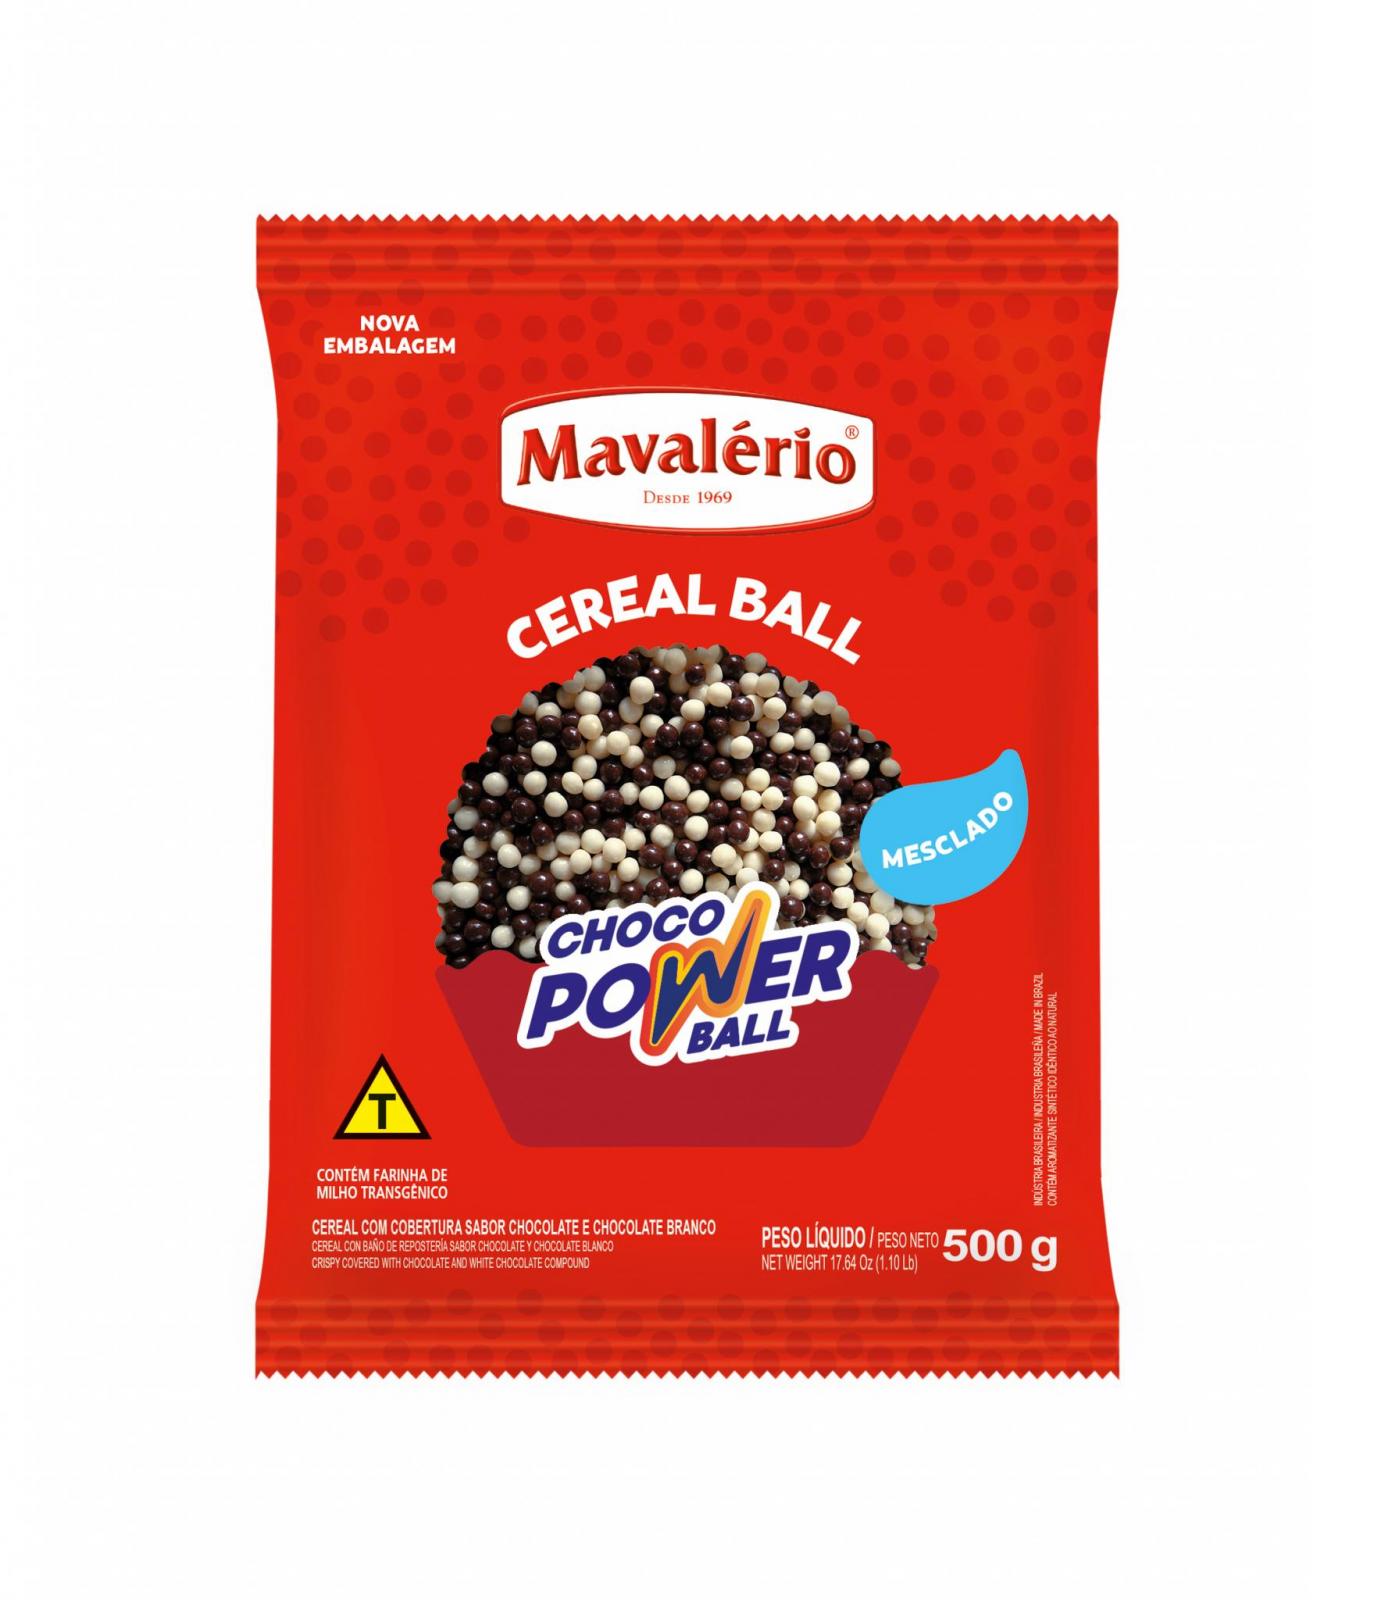 NOVA
EMBALAGEM
Mavalério®
DESDE 1969
CEREAL BALL
MESCLADO
CHOCO
POWER
BALL
T
CONTÉM FARINHA DE
MILHO TRANSGÊNICO
CEREAL COM COBERTURA SABOR CHOCOLATE E CHOCOLATE BRANCO
CEREAL CON BAÑO DE REPOSTERÍA SABOR CHOCOLATE Y CHOCOLATE BLANCO
CRISPY COVERED WITH CHOCOLATE AND WHITE CHOCOLATE COMPOUND
PESO LÍQUIDO / PESO NETO 500 g
NET WEIGHT 17.64 Oz (1.10 Lb)
INDÚSTRIA BRASILEIRA / INDUSTRIA BRASILEÑA / MADE IN BRAZIL
CONTÉM AROMATIZANTE SINTÉTICO IDÊNTICO AO NATURAL